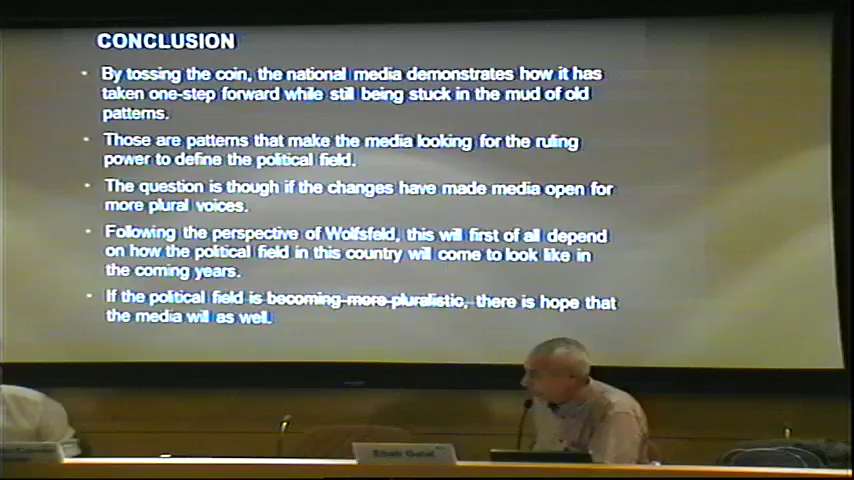 CONCLUSION
• By tossing the coin, the national media demonstrates how it has
taken one-step forward while still being stuck in the mud of old
patterns.
• Those are patterns that make the media looking for the ruling
power to define the political field.
• The question is though if the changes have made media open for
more plural voices.
• Following the perspective of Wolfsfeld, this will first of all depend
on how the political field in this country will come to look like in
the coming years.
• If the political field is becoming more pluralistic, there is hope that
the media will as well.
Ehab Galal